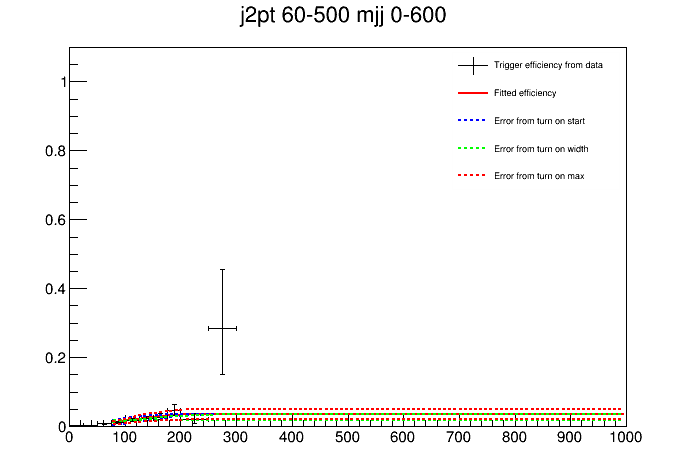 j2pt 60-500 mjj 0-600
Trigger efficiency from data
Fitted efficiency
Error from turn on start
Error from turn on width
Error from turn on max
1
0.8
0.6
0.4
0.2
0
0 100 200 300 400 500 600 700 800 900 1000